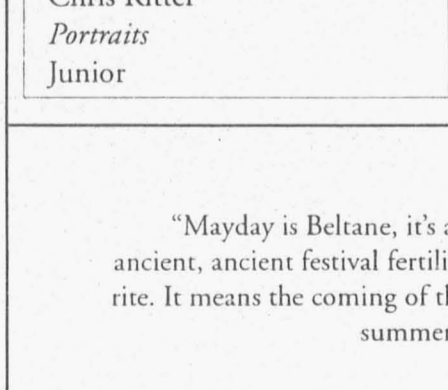 Chris Ritter
Portraits
Junior
“Mayday is Beltane, it’s a
ancient, ancient festival fertili
rite. It means the coming of th
summer